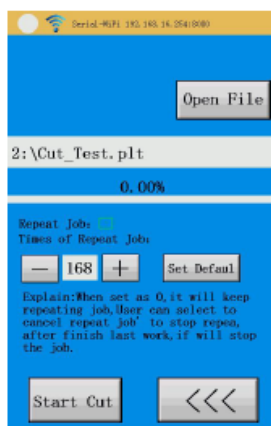 Serial-WiFi 192.168.16.254:8080
Open File
2:\Cut_Test.plt
0.00%
Repeat Job:
Times of Repeat Job:
— 168 + Set Defaul
Explain:When set as 0,it will keep
repeating job.User can select to
cancel repeat job' to stop repea,
after finish last work,if will stop
the job.
Start Cut <<<